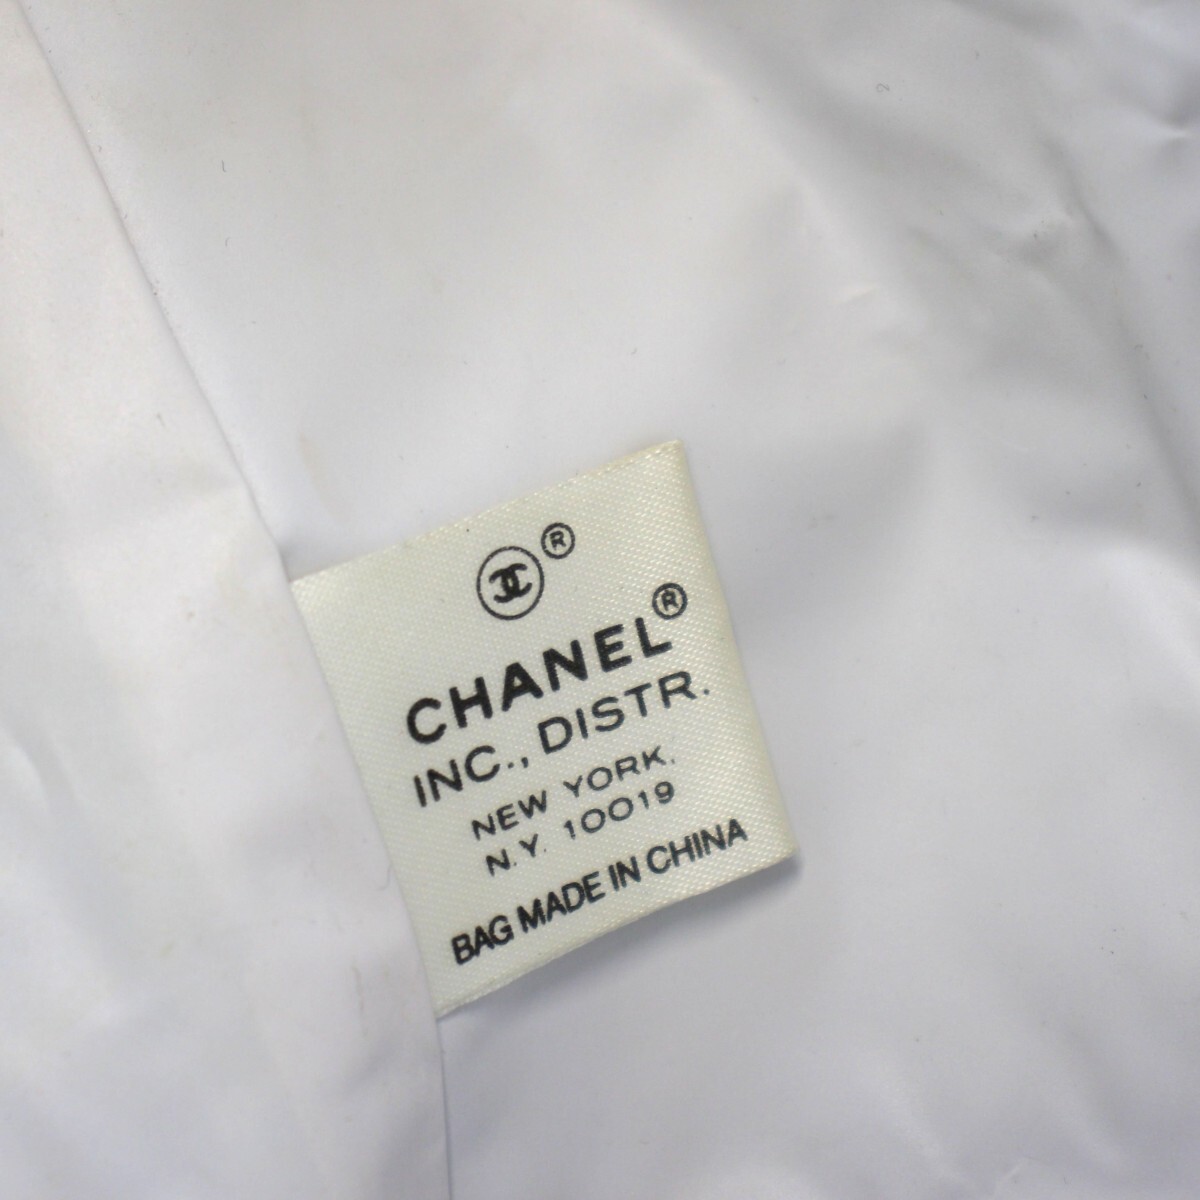 ®
CHANEL®
INC., DISTR.
NEW YORK.
N.Y. 10019
BAG MADE IN CHINA